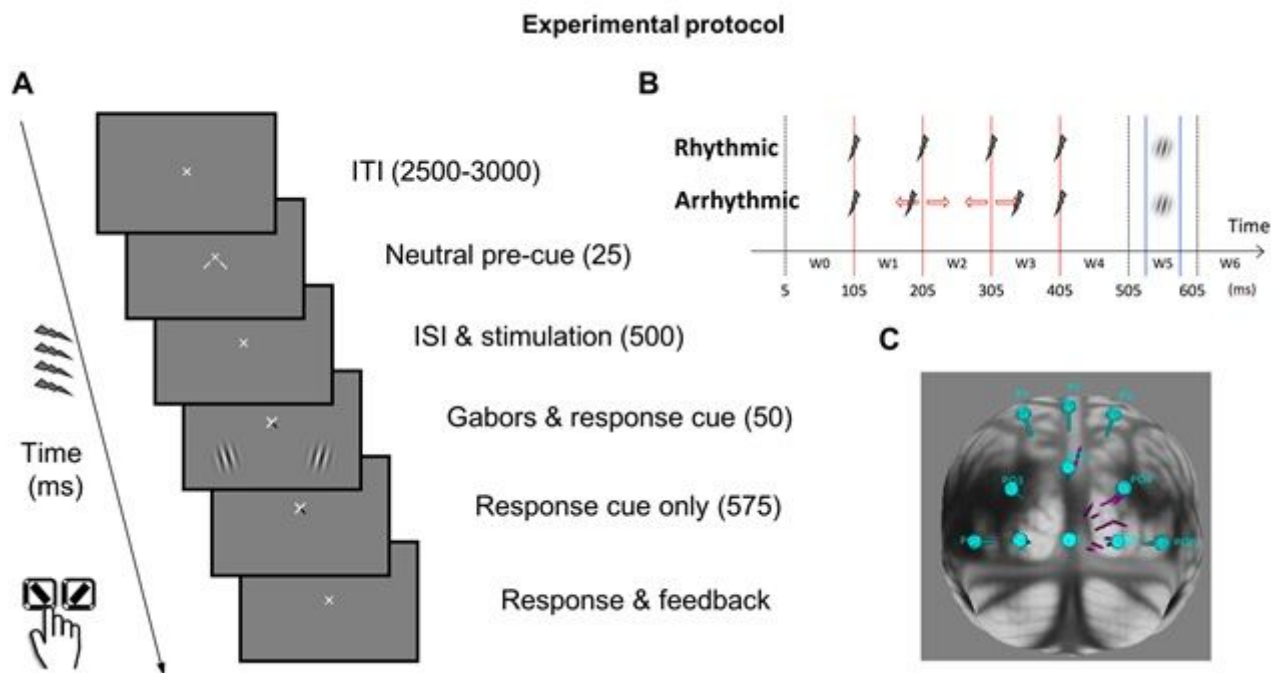 Experimental protocol
A
ITI (2500-3000)
Neutral pre-cue (25)
ISI & stimulation (500)
Gabors & response cue (50)
Time
(ms)
Response cue only (575)
Response & feedback
B
Rhythmic
Arrhythmic
Time
W0 W1 W2 W3 W4 W5 W6
5 105 205 305 405 505 605 (ms)
C
PO3